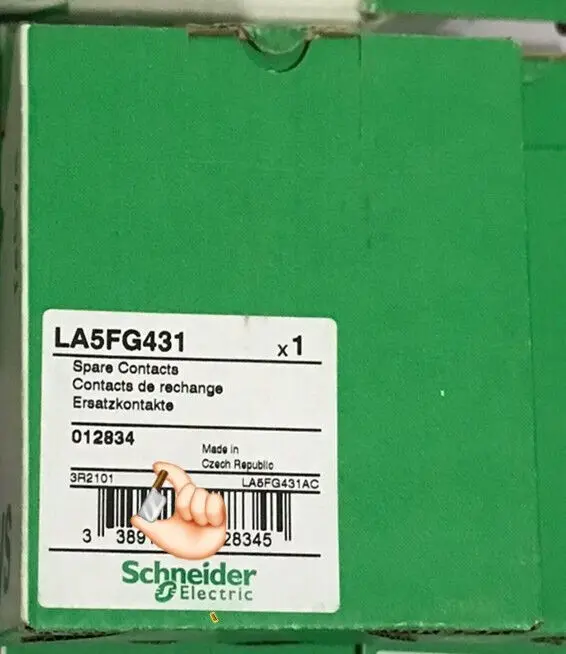 LA5FG431 x1
Spare Contacts
Contacts de rechange
Ersatzkontakte
012834
Made in
Czech Republic
3R2101 LA5FG431AC
3 28345
Schneider
Electric